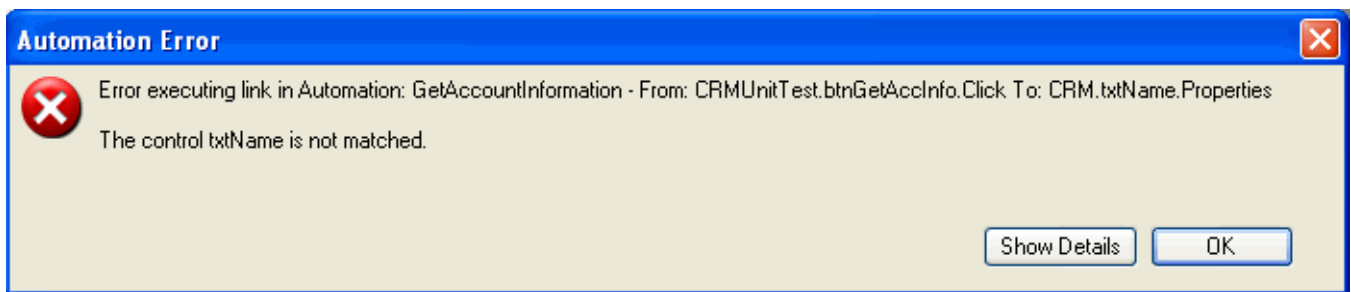 Automation Error
Error executing link in Automation: GetAccountInformation - From: CRMUnitTest.btnGetAccInfo.Click To: CRM.txtName.Properties
The control txtName is not matched.
Show Details OK